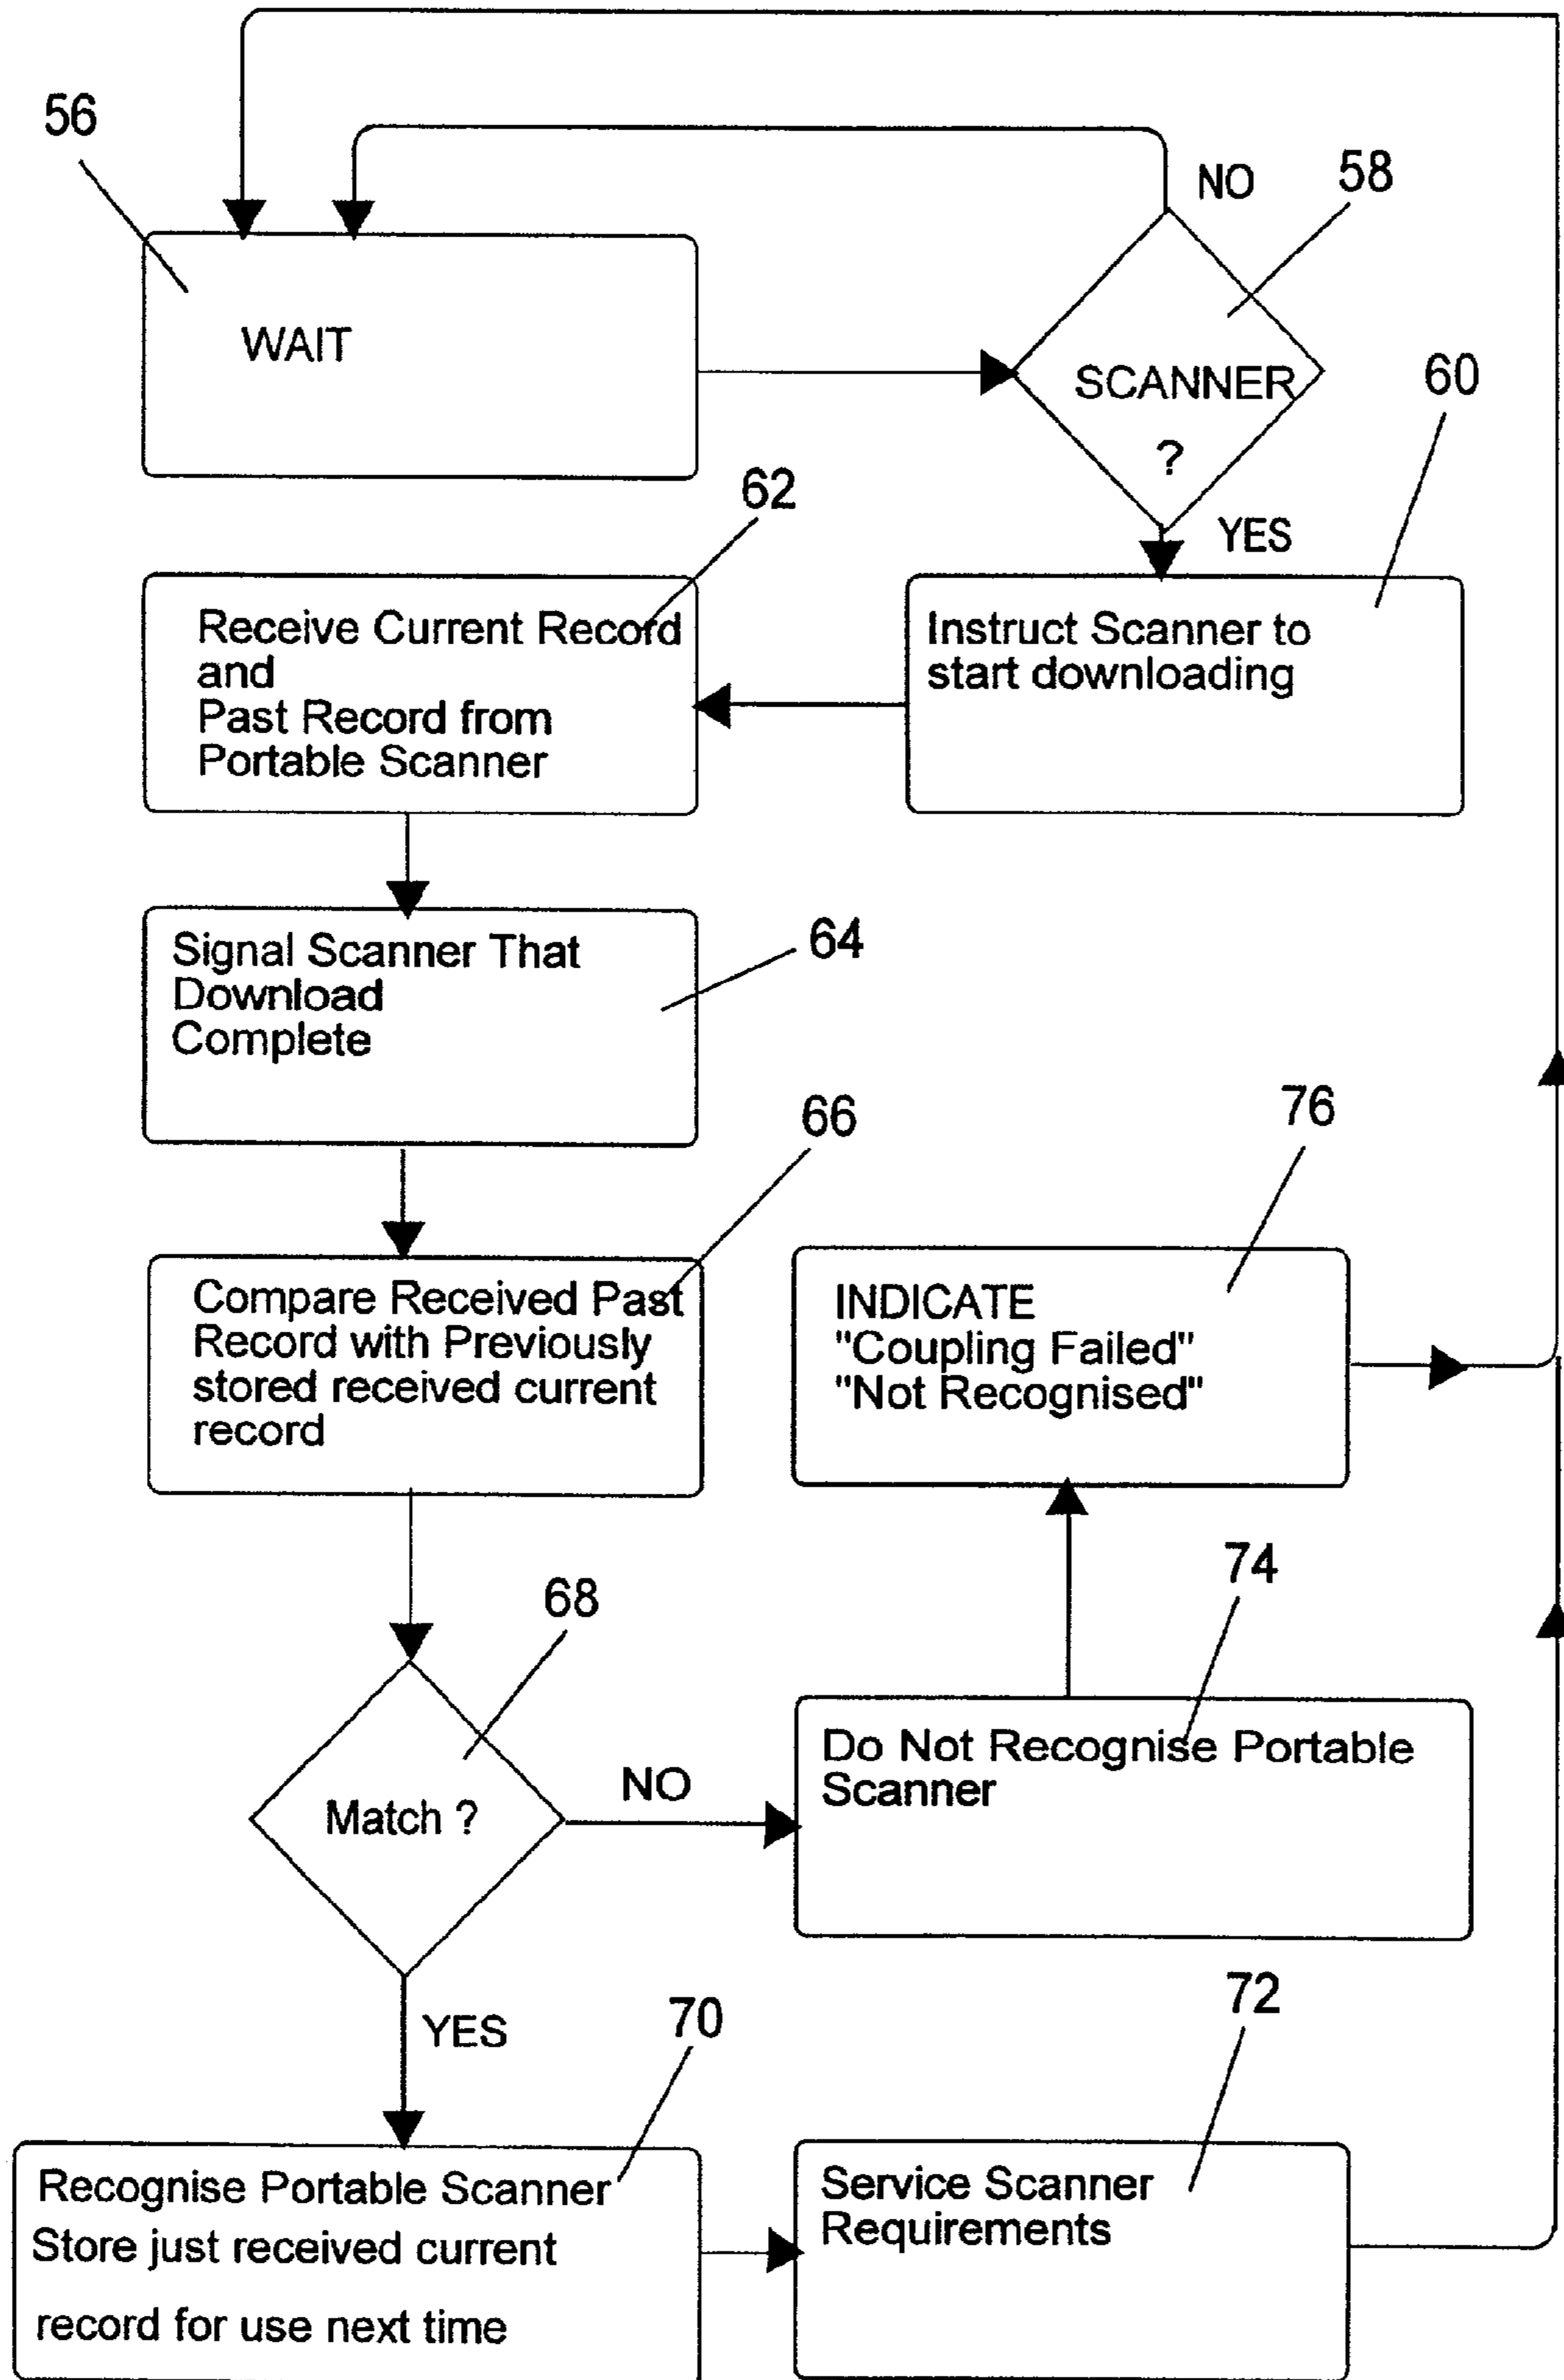 56
NO
58
WAIT
SCANNER
?
60
62
YES
Receive Current Record
and
Past Record from
Portable Scanner
Instruct Scanner to
start downloading
Signal Scanner That
Download
Complete
64
66
76
Compare Received Past
Record with Previously
stored received current
record
INDICATE
"Coupling Failed"
"Not Recognised"
68
74
Match ?
NO
Do Not Recognise Portable
Scanner
YES
70
72
Recognise Portable Scanner
Store just received current
record for use next time
Service Scanner
Requirements